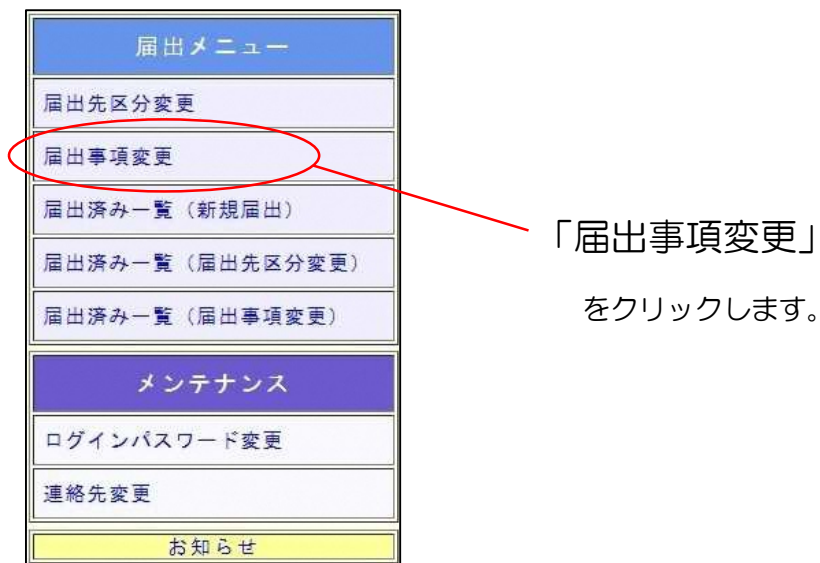 届出メニュー
届出先区分変更
届出事項変更
届出済み一覧（新規届出）
届出済み一覧（届出先区分変更）
届出済み一覧（届出事項変更）
メンテナンス
ログインパスワード変更
連絡先変更
お知らせ
「届出事項変更」
をクリックします。